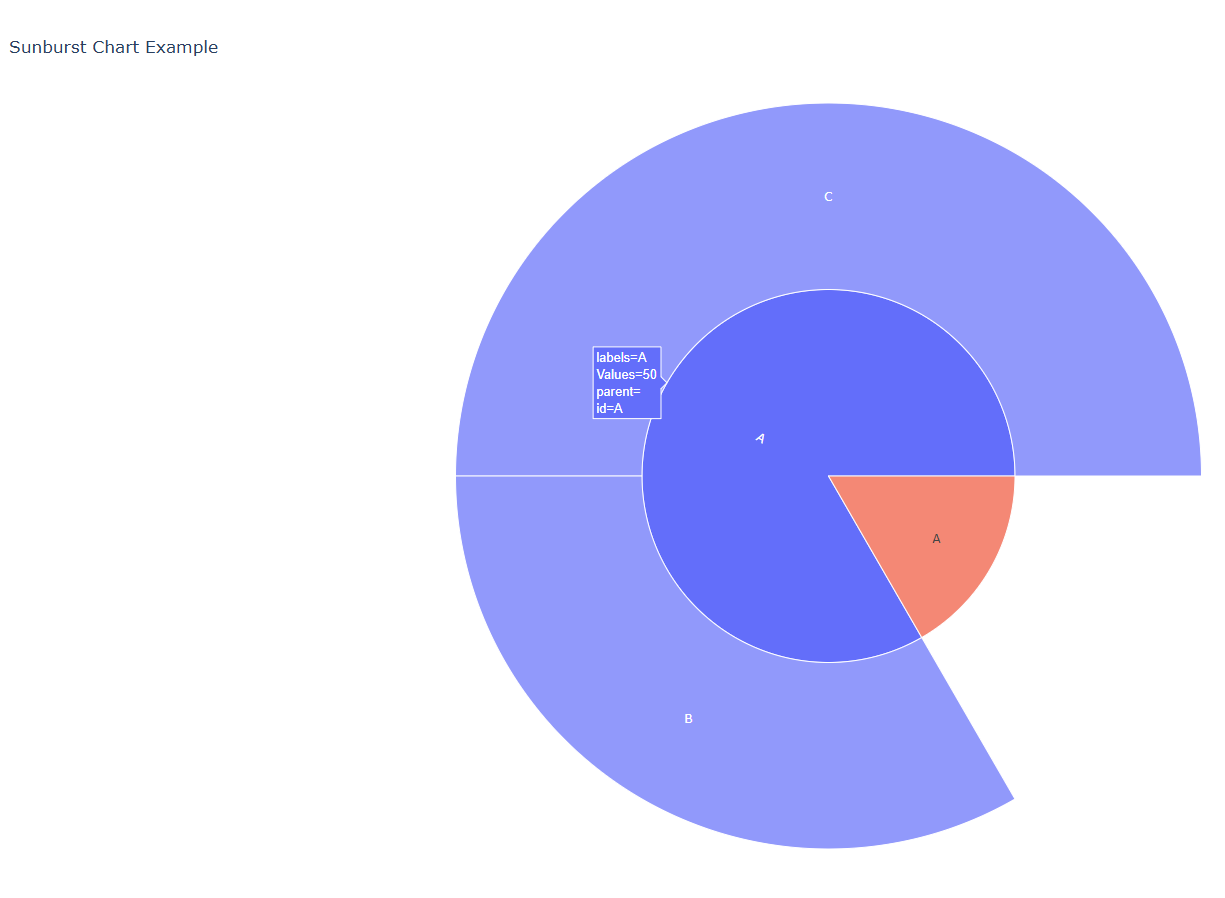 Sunburst Chart Example
C
labels=A
Values=50
parent=
id=A
A
A
B